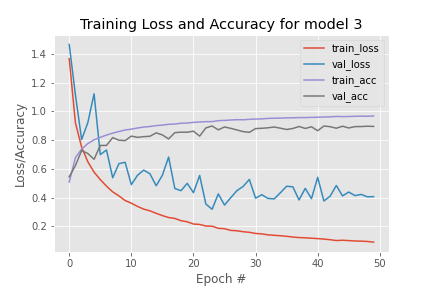 Training Loss and Accuracy for model 3
train_loss
val_loss
train_acc
val_acc
Loss/Accuracy
1.4
1.2
1.0
0.8
0.6
0.4
0.2
0 10 20 30 40 50
Epoch #